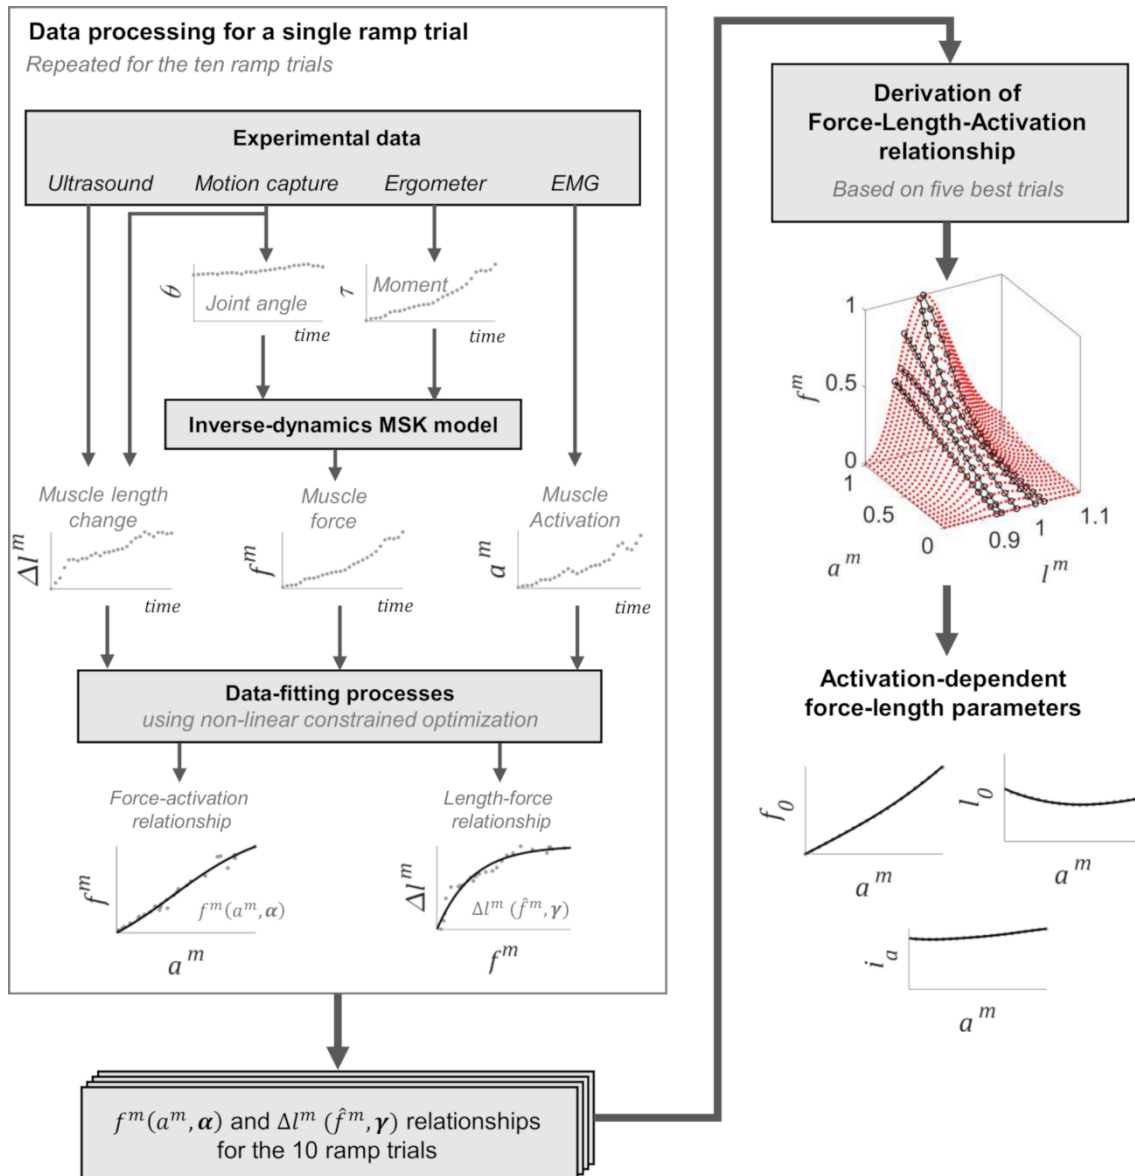 Data processing for a single ramp trial
Repeated for the ten ramp trials
Experimental data
Ultrasound Motion capture Ergometer EMG
θ
Joint angle
time
τ
Moment
time
Inverse-dynamics MSK model
Muscle length
change
Δl^m
time
Muscle
force
f^m
time
Muscle
Activation
a^m
time
Data-fitting processes
using non-linear constrained optimization
Force-activation
relationship
f^m
f^m(a^m, α)
a^m
Length-force
relationship
Δl^m
Δl^m (f̂^m, γ)
f^m
f^m(a^m, α) and Δl^m (f̂^m, γ) relationships
for the 10 ramp trials
Derivation of
Force-Length-Activation
relationship
Based on five best trials
1
0.5
0
f^m
1
0.5
0
a^m
0.9
1
1.1
l^m
Activation-dependent
force-length parameters
f_0
a^m
l_0
a^m
i_a
a^m